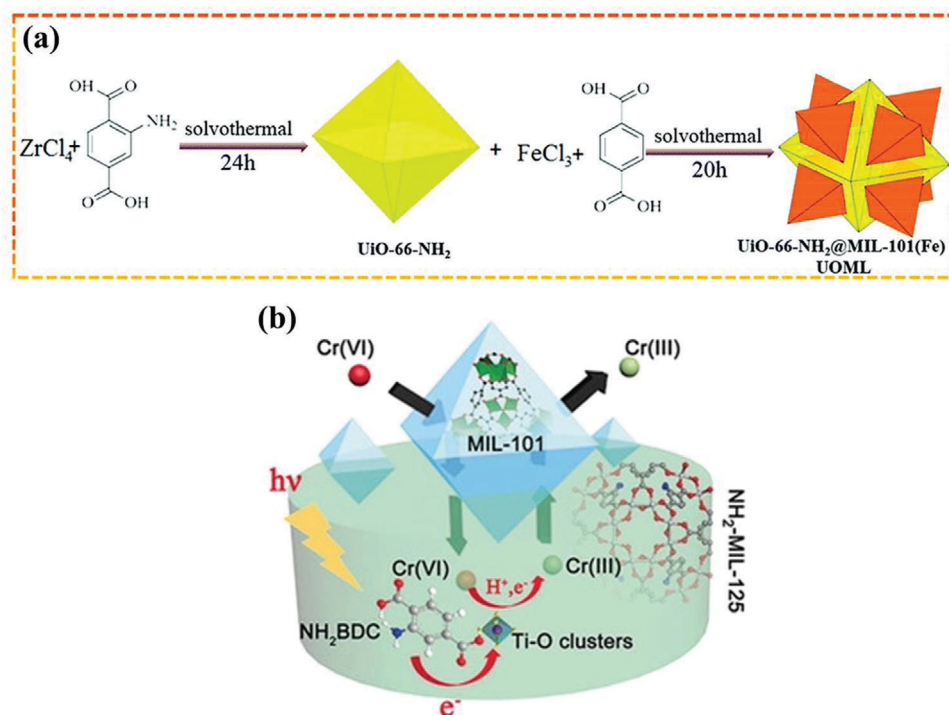 (a)
ZrCl₄+
OH
O
NH₂
O
OH
solvothermal
24h
UiO-66-NH₂
+
FeCl₃+
OH
O
O
OH
solvothermal
20h
UiO-66-NH₂@MIL-101(Fe)
UOML
(b)
Cr(VI)
Cr(III)
MIL-101
hν
NH₂-MIL-125
Cr(VI)
H⁺,e⁻
Cr(III)
NH₂BDC
Ti-O clusters
e⁻